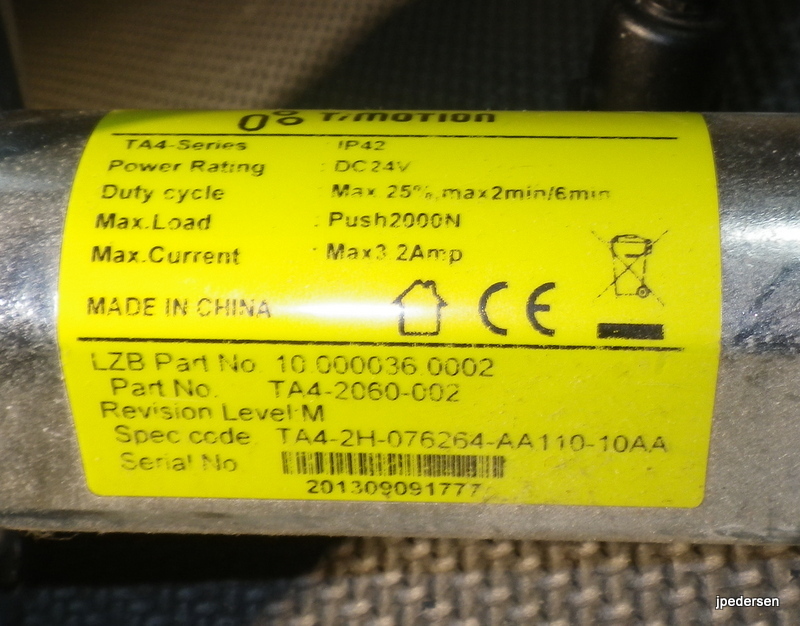 TiMOTION
TA4-Series : IP42
Power Rating : DC24V
Duty cycle : Max 25%,max2min/6min
Max.Load : Push2000N
Max.Current : Max3.2Amp
MADE IN CHINA CE
LZB Part No. 10.000036.0002
Part No. TA4-2060-002
Revision Level:M
Spec code TA4-2H-076264-AA110-10AA
Serial No
201309091777
jpedersen